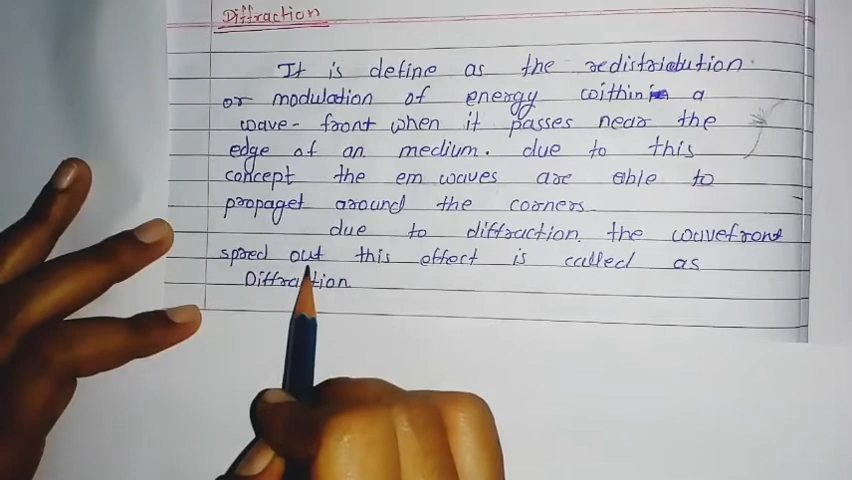 Diffraction
It is define as the redistribution
or modulation of energy within a
wave-front when it passes near the
edge of an medium. due to this
concept the em waves are able to
propaget around the corners
due to diffraction. the wavefront
spred out this effect is called as
Diffraction.